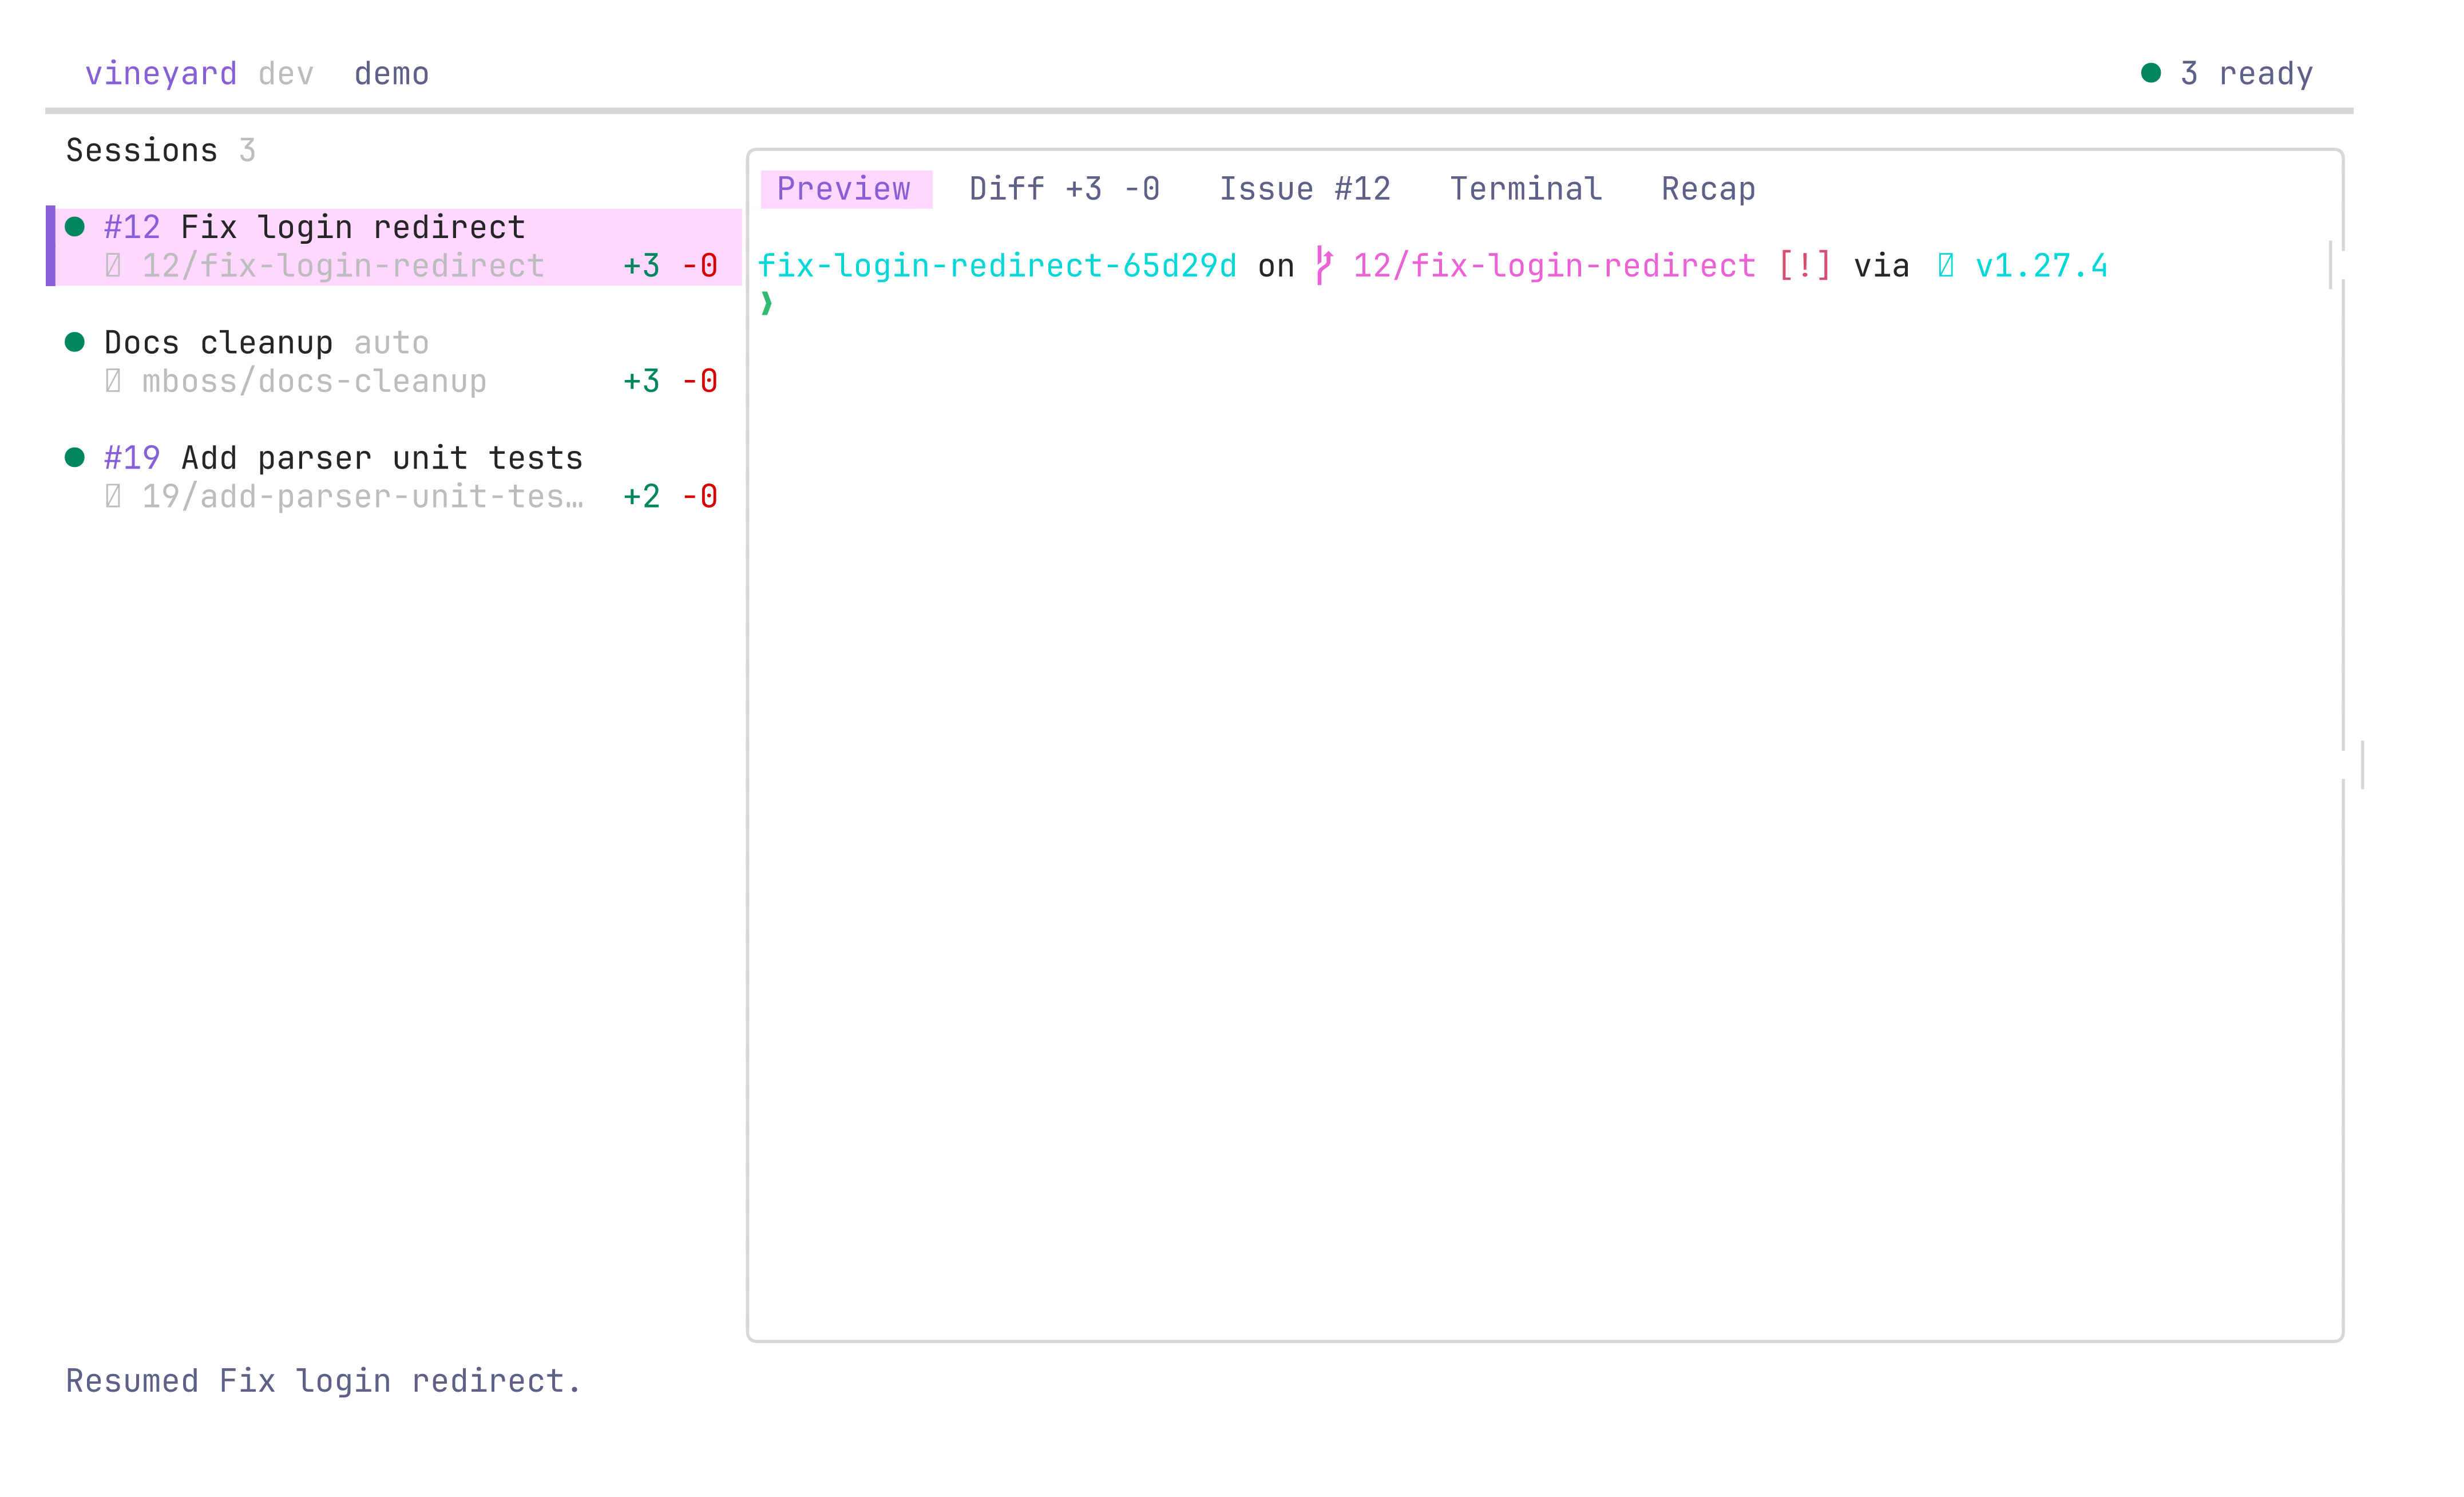 vineyard dev demo
3 ready
Sessions 3
#12 Fix login redirect
12/fix-login-redirect +3 -0
Docs cleanup auto
mboss/docs-cleanup +3 -0
#19 Add parser unit tests
19/add-parser-unit-tes… +2 -0
Preview Diff +3 -0 Issue #12 Terminal Recap
fix-login-redirect-65d29d on 12/fix-login-redirect [!] via v1.27.4
❯
Resumed Fix login redirect.